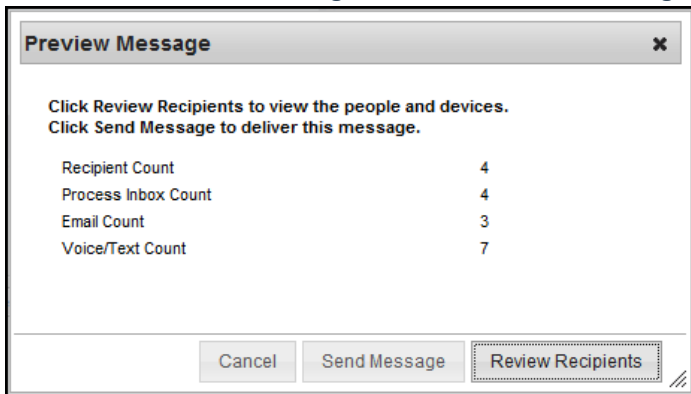 Preview Message
Click Review Recipients to view the people and devices.
Click Send Message to deliver this message.
Recipient Count 4
Process Inbox Count 4
Email Count 3
Voice/Text Count 7
Cancel Send Message Review Recipients